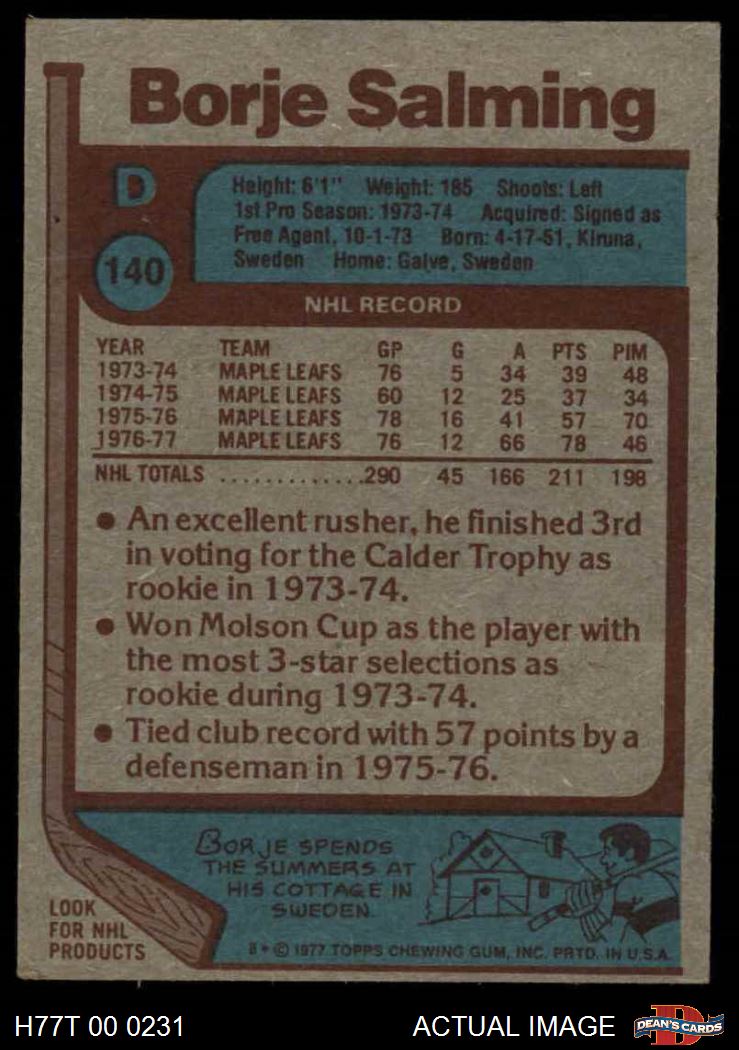 Borje Salming
D
Height: 6'1" Weight: 185 Shoots: Left
1st Pro Season: 1973-74 Acquired: Signed as
Free Agent, 10-1-73 Born: 4-17-51, Kiruna,
Sweden Home: Galve, Sweden
140
NHL RECORD
YEAR TEAM GP G A PTS PIM
1973-74 MAPLE LEAFS 76 5 34 39 48
1974-75 MAPLE LEAFS 60 12 25 37 34
1975-76 MAPLE LEAFS 78 16 41 57 70
1976-77 MAPLE LEAFS 76 12 66 78 46
NHL TOTALS .............290 45 166 211 198
• An excellent rusher, he finished 3rd
in voting for the Calder Trophy as
rookie in 1973-74.
• Won Molson Cup as the player with
the most 3-star selections as
rookie during 1973-74.
• Tied club record with 57 points by a
defenseman in 1975-76.
BORJE SPENDS
THE SUMMERS AT
HIS COTTAGE IN
SWEDEN
LOOK
FOR NHL
PRODUCTS
B * © 1977 TOPPS CHEWING GUM, INC. PRTD. IN U.S.A.
H77T 00 0231
ACTUAL IMAGE
DEAN'S CARDS